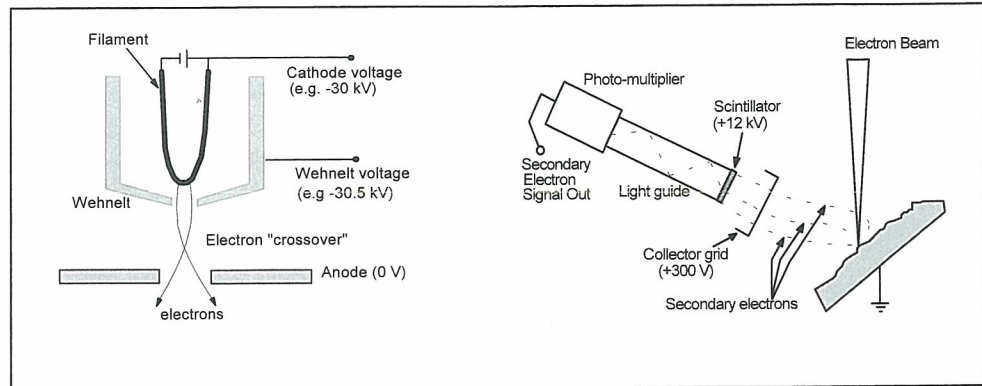 Filament
Cathode voltage
(e.g. -30 kV)
Wehnelt voltage
(e.g -30.5 kV)
Wehnelt
Electron "crossover"
Anode (0 V)
electrons
Electron Beam
Photo-multiplier
Scintillator
(+12 kV)
Secondary
Electron
Signal Out
Light guide
Collector grid
(+300 V)
Secondary electrons